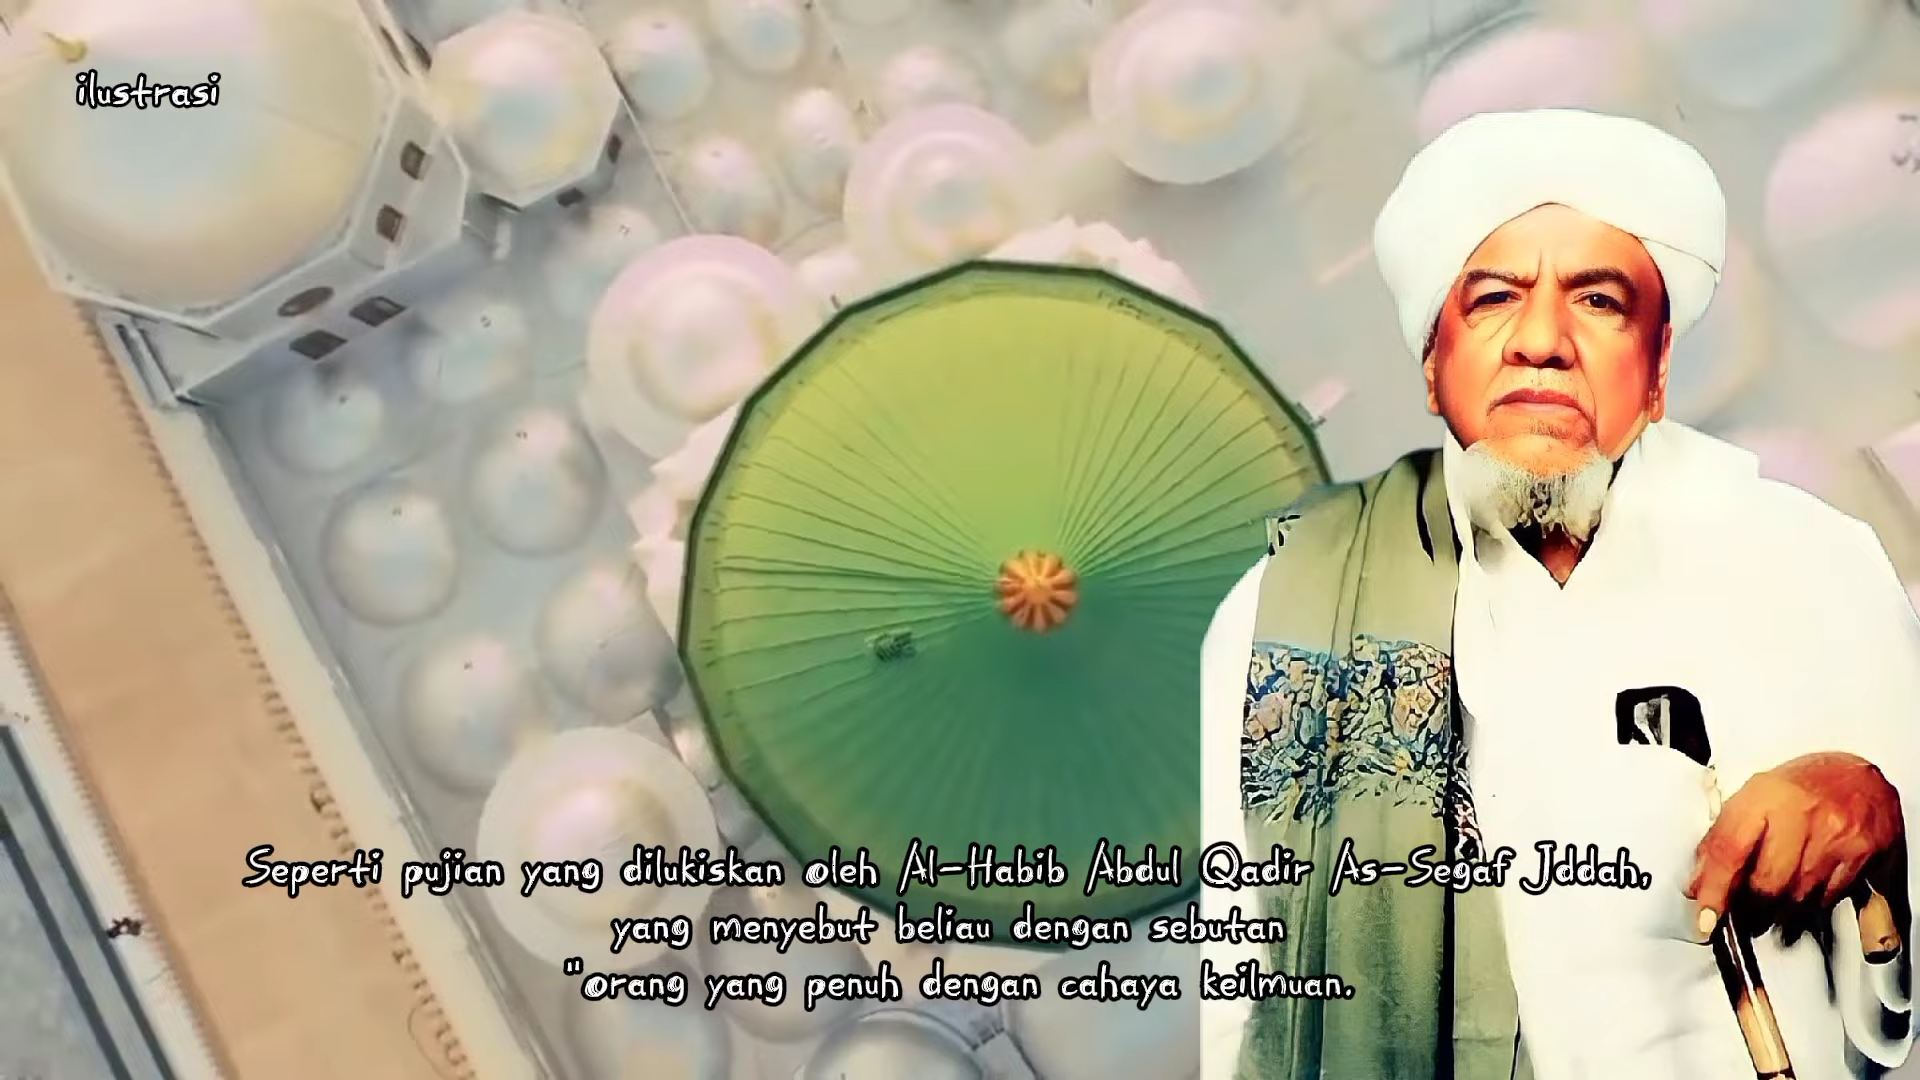 ilustrasi
Seperti pujian yang dilukiskan oleh Al-Habib Abdul Qadir As-Segaf Jddah,
yang menyebut beliau dengan sebutan
"orang yang penuh dengan cahaya keilmuan.